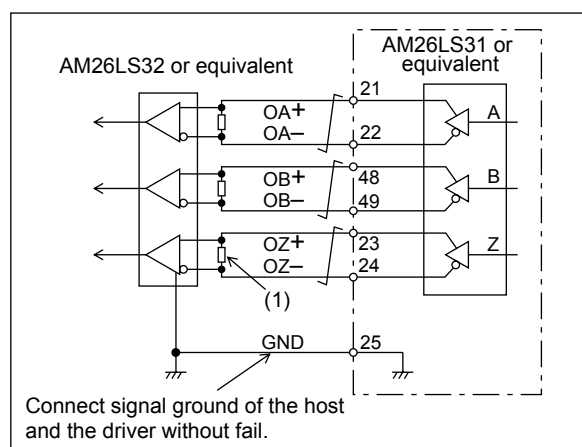 AM26LS31 or
equivalent
AM26LS32 or equivalent
21
A
OA+
OA−
22
48
B
OB+
OB−
49
23
Z
OZ+
OZ−
24
(1)
GND
25
Connect signal ground of the host
and the driver without fail.